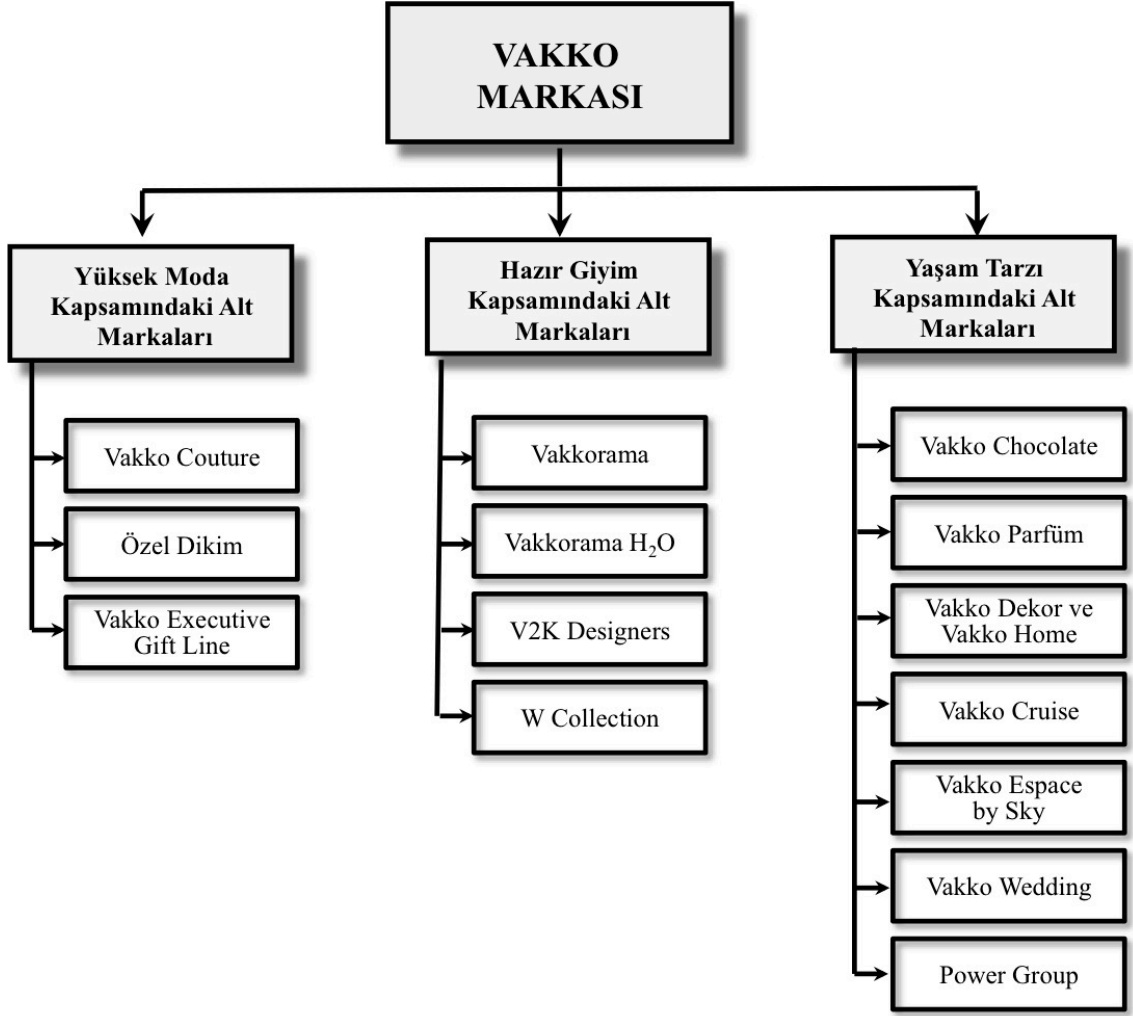 VAKKO
MARKASI
Yüksek Moda
Kapsamındaki Alt
Markaları
Vakko Couture
Özel Dikim
Vakko Executive
Gift Line
Hazır Giyim
Kapsamındaki Alt
Markaları
Vakkorama
Vakkorama H₂O
V2K Designers
W Collection
Yaşam Tarzı
Kapsamındaki Alt
Markaları
Vakko Chocolate
Vakko Parfüm
Vakko Dekor ve
Vakko Home
Vakko Cruise
Vakko Espace
by Sky
Vakko Wedding
Power Group